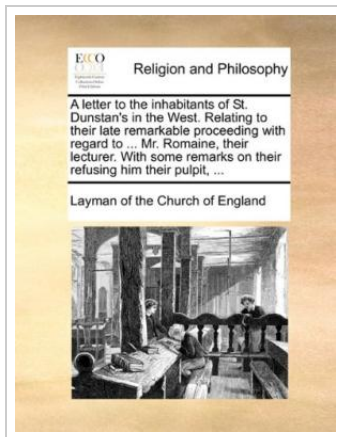 ECCO
Religion and Philosophy
A letter to the inhabitants of St.
Dunstan's in the West. Relating to
their late remarkable proceeding with
regard to ... Mr. Romaine, their
lecturer. With some remarks on their
refusing him their pulpit, ...
Layman of the Church of England